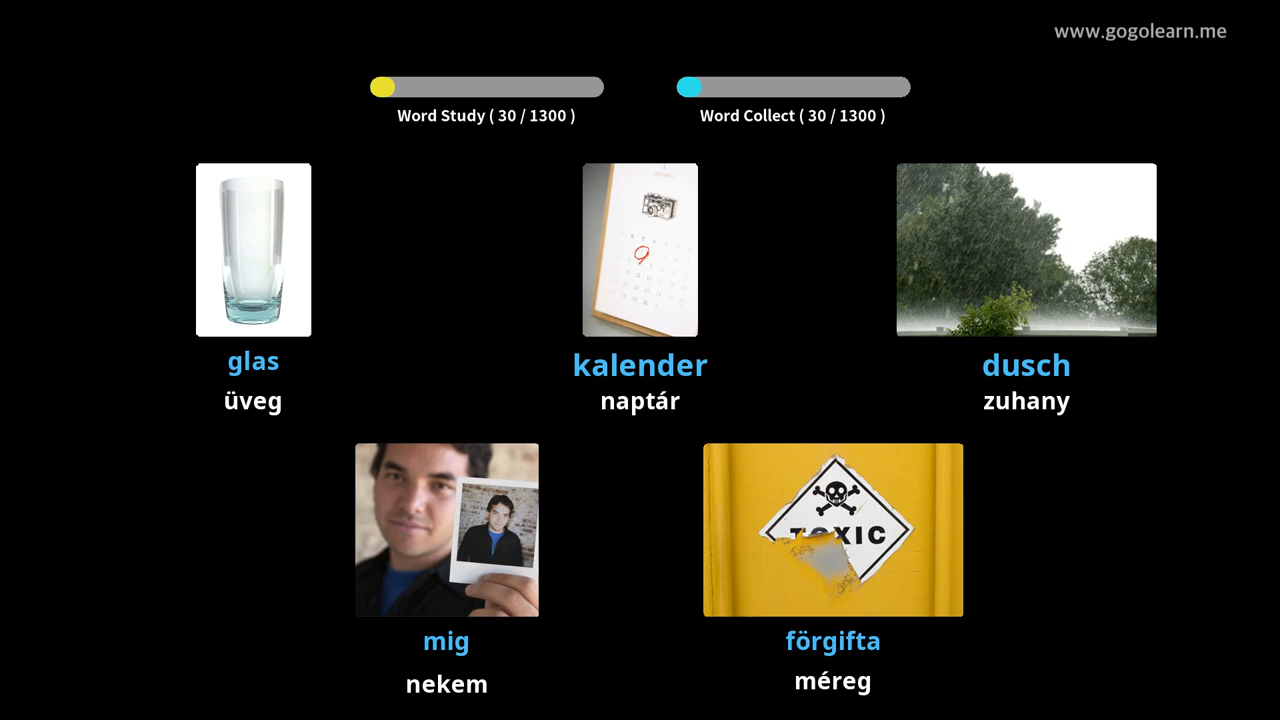 www.gogolearn.me
Word Study ( 30 / 1300 )
Word Collect ( 30 / 1300 )
glas
üveg
kalender
naptár
dusch
zuhany
mig
nekem
TOXIC
förgifta
méreg